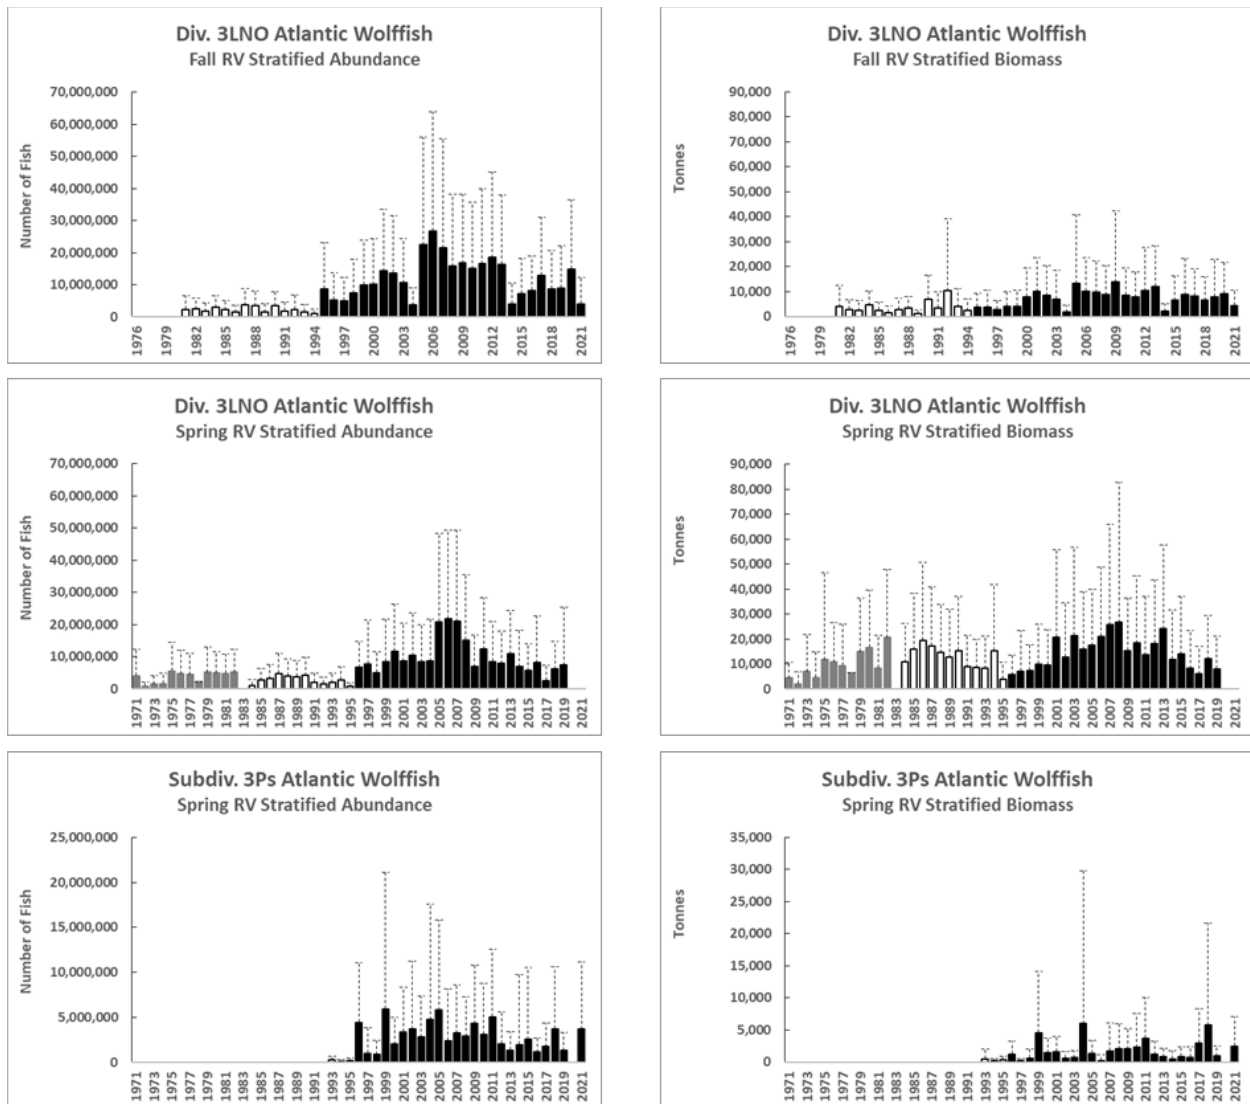 Div. 3LNO Atlantic Wolffish
Fall RV Stratified Abundance
Number of Fish
70,000,000
60,000,000
50,000,000
40,000,000
30,000,000
20,000,000
10,000,000
0
1976 1979 1982 1985 1988 1991 1994 1997 2000 2003 2006 2009 2012 2015 2018 2021
Div. 3LNO Atlantic Wolffish
Fall RV Stratified Biomass
Tonnes
90,000
80,000
70,000
60,000
50,000
40,000
30,000
20,000
10,000
0
1976 1979 1982 1985 1988 1991 1994 1997 2000 2003 2006 2009 2012 2015 2018 2021
Div. 3LNO Atlantic Wolffish
Spring RV Stratified Abundance
Number of Fish
70,000,000
60,000,000
50,000,000
40,000,000
30,000,000
20,000,000
10,000,000
0
1971 1973 1975 1977 1979 1981 1983 1985 1987 1989 1991 1993 1995 1997 1999 2001 2003 2005 2007 2009 2011 2013 2015 2017 2019 2021
Div. 3LNO Atlantic Wolffish
Spring RV Stratified Biomass
Tonnes
90,000
80,000
70,000
60,000
50,000
40,000
30,000
20,000
10,000
0
1971 1973 1975 1977 1979 1981 1983 1985 1987 1989 1991 1993 1995 1997 1999 2001 2003 2005 2007 2009 2011 2013 2015 2017 2019 2021
Subdiv. 3Ps Atlantic Wolffish
Spring RV Stratified Abundance
Number of Fish
25,000,000
20,000,000
15,000,000
10,000,000
5,000,000
0
1971 1973 1975 1977 1979 1981 1983 1985 1987 1989 1991 1993 1995 1997 1999 2001 2003 2005 2007 2009 2011 2013 2015 2017 2019 2021
Subdiv. 3Ps Atlantic Wolffish
Spring RV Stratified Biomass
Tonnes
35,000
30,000
25,000
20,000
15,000
10,000
5,000
0
1971 1973 1975 1977 1979 1981 1983 1985 1987 1989 1991 1993 1995 1997 1999 2001 2003 2005 2007 2009 2011 2013 2015 2017 2019 2021